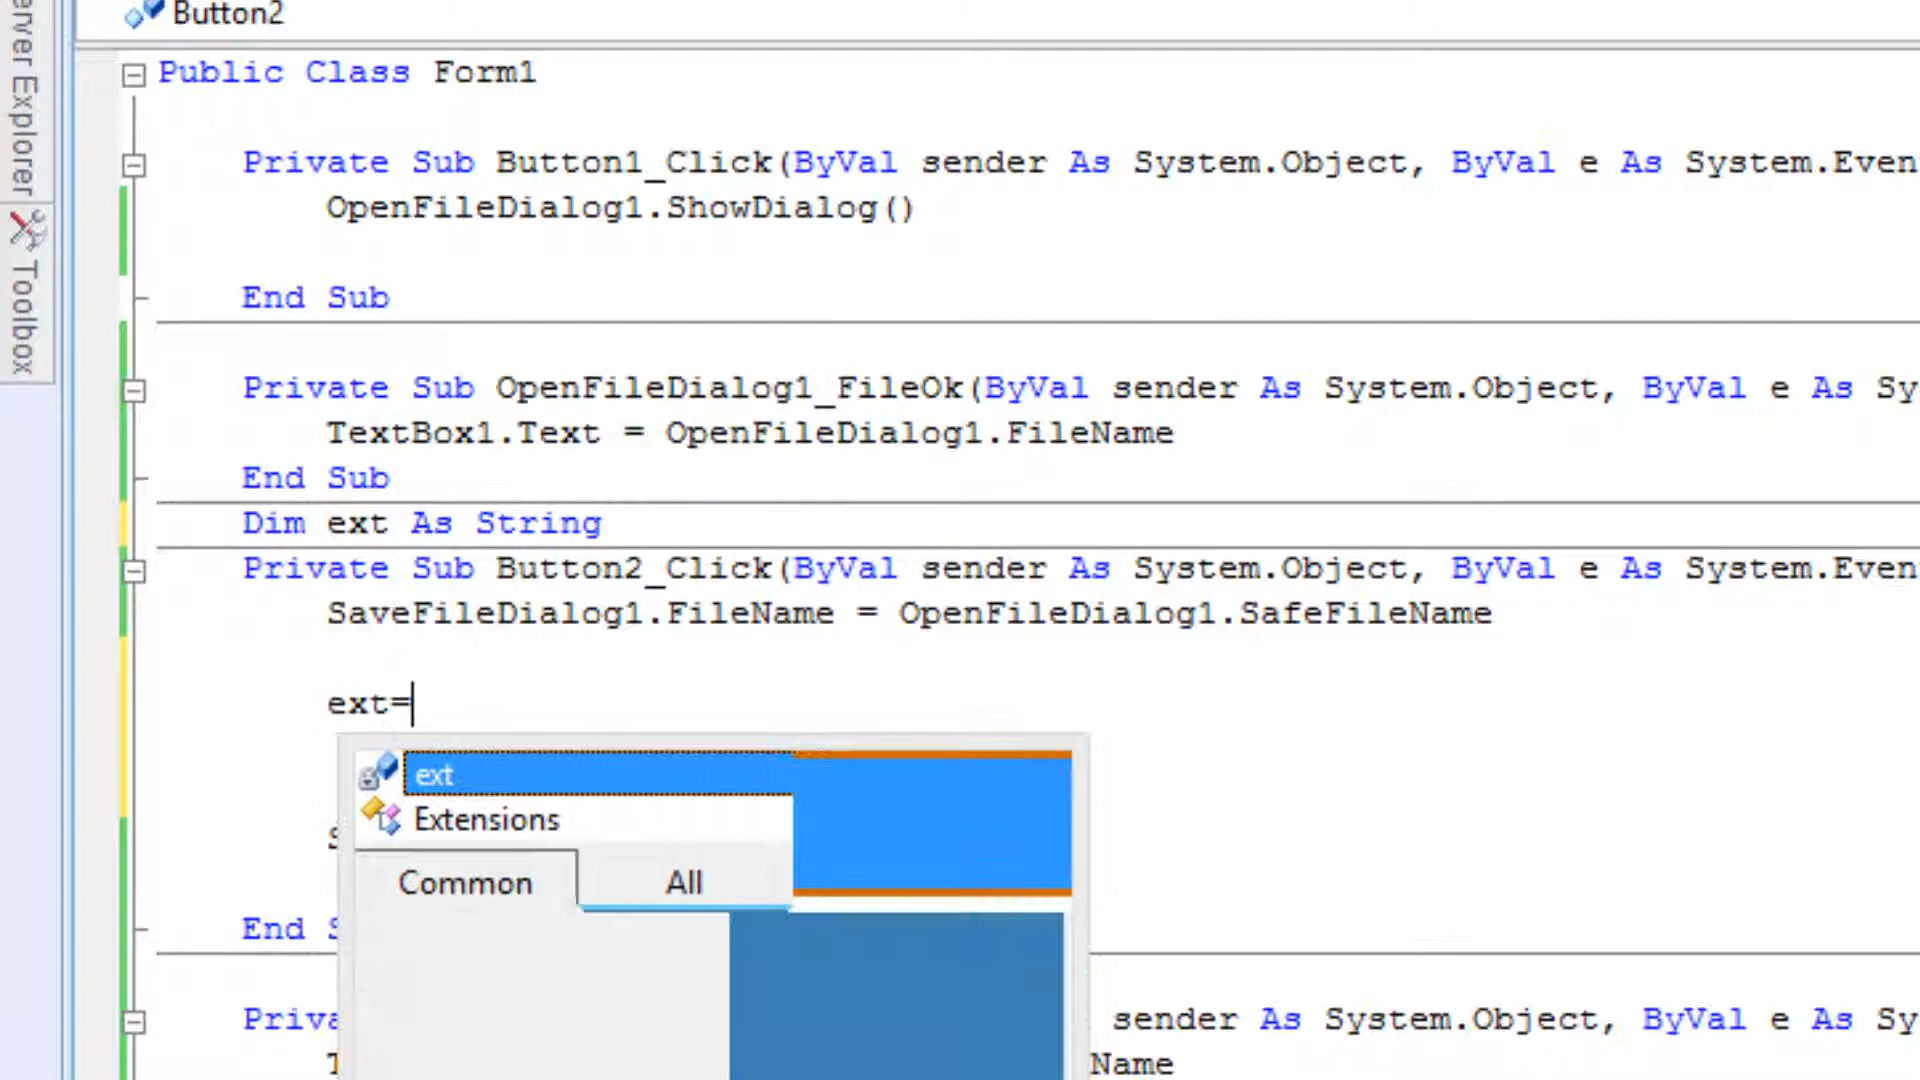 Button2
erver Explorer
Toolbox
Public Class Form1
Private Sub Button1_Click(ByVal sender As System.Object, ByVal e As System.Even
OpenFileDialog1.ShowDialog()
End Sub
Private Sub OpenFileDialog1_FileOk(ByVal sender As System.Object, ByVal e As Sy
TextBox1.Text = OpenFileDialog1.FileName
End Sub
Dim ext As String
Private Sub Button2_Click(ByVal sender As System.Object, ByVal e As System.Even
SaveFileDialog1.FileName = OpenFileDialog1.SafeFileName
ext=
ext
Extensions
Common All
End S
Priva sender As System.Object, ByVal e As Sy
T Name